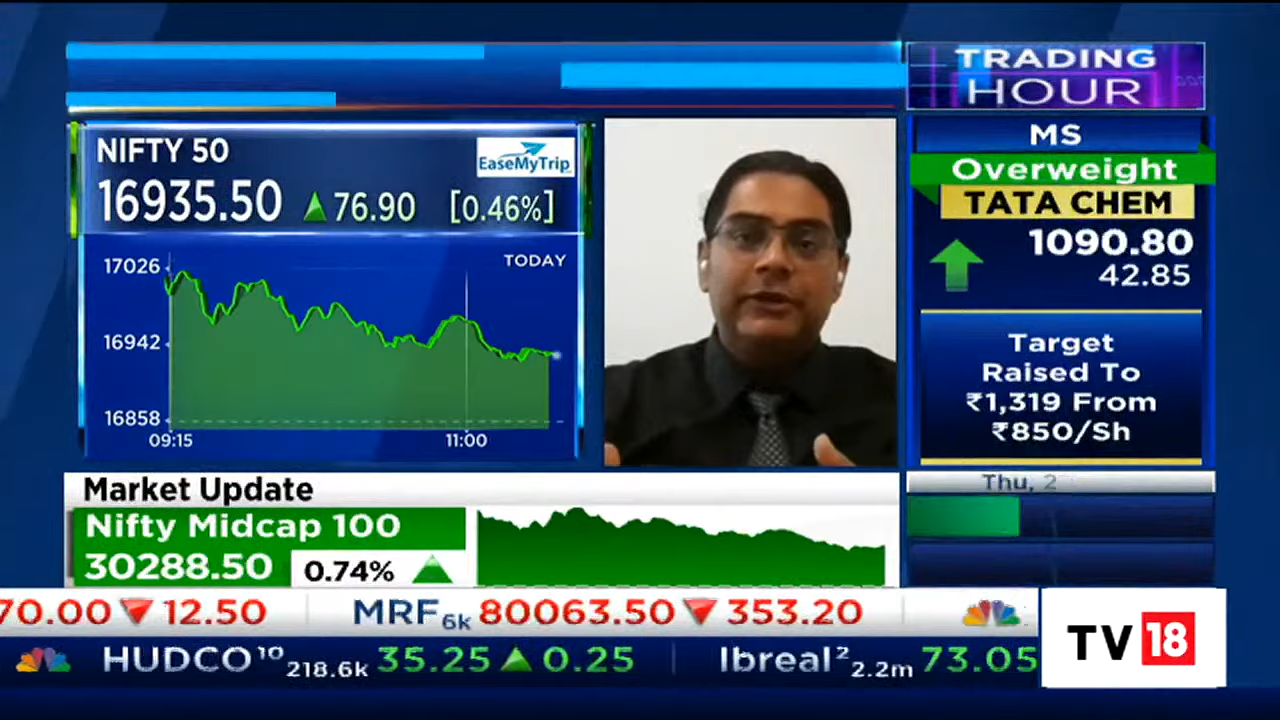 TRADING
HOUR
NIFTY 50
EaseMyTrip
16935.50 ▲ 76.90 [0.46%]
TODAY
17026
16942
16858
09:15 11:00
MS
Overweight
TATA CHEM
1090.80
42.85
Target
Raised To
₹1,319 From
₹850/Sh
Thu, 2
Market Update
Nifty Midcap 100
30288.50 0.74% ▲
70.00 ▼ 12.50 MRF 6k 80063.50 ▼ 353.20
HUDCO 10 218.6k 35.25 ▲ 0.25 Ibreal 2 2.2m 73.05
TV 18